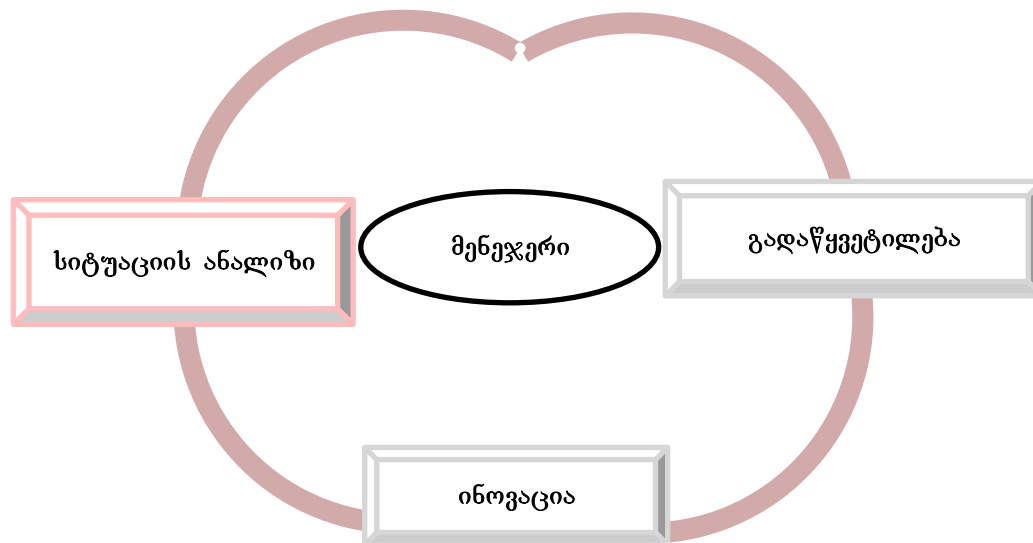 სიტუაციის ანალიზი
მენეჯერი
გადაწყვეტილება
ინოვაცია